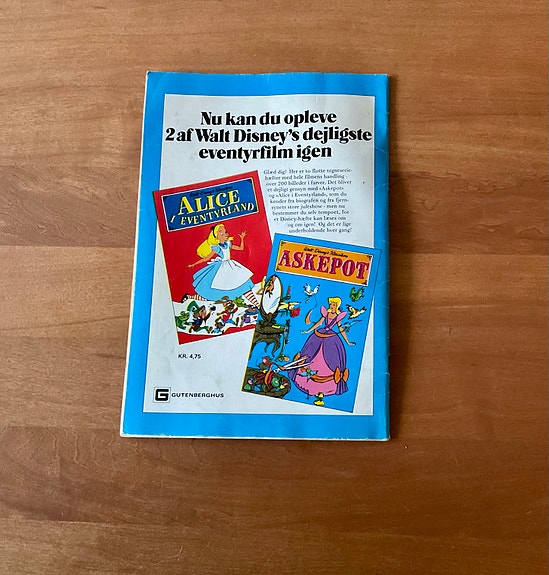 Nu kan du opleve
2 af Walt Disney's dejligste
eventyrfilm igen
Glæd dig! Her er to flotte tegneserie-
hæfter med hele filmens handling -
over 200 billeder i farver. Det bliver
et dejligt gensyn med »Askepot«
og »Alice i Eventyrland«, som du
kender fra biografen og fra fjern-
synets store juleshow - men nu
bestemmer du selv tempoet, for
et Disney-hæfte kan læses om
og om igen! Og det er lige
underholdende hver gang!
ALICE
I EVENTYRLAND
Walt Disney's Klassikere
ASKEPOT
KR. 4,75
G GUTENBERGHUS